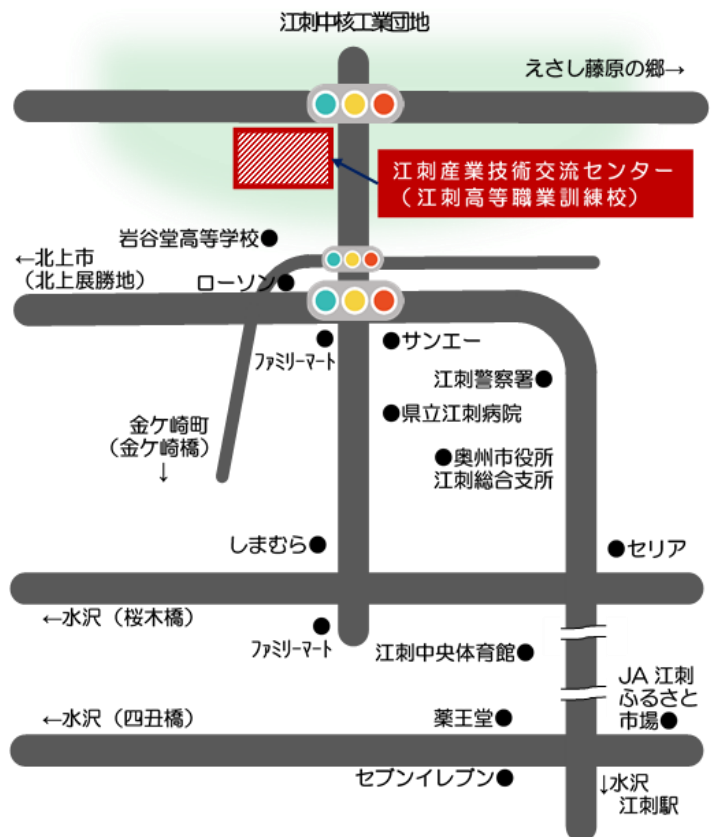 江刺中核工業団地
えさし藤原の郷→
江刺産業技術交流センター
（江刺高等職業訓練校）
岩谷堂高等学校●
←北上市
（北上展勝地）
ローソン●
ﾌｧﾐﾘｰﾏｰﾄ
●サンエー
江刺警察署●
●県立江刺病院
金ケ崎町
（金ケ崎橋）
↓
●奥州市役所
江刺総合支所
しまむら●
●セリア
←水沢（桜木橋）
ﾌｧﾐﾘｰﾏｰﾄ
江刺中央体育館●
JA 江刺
ふるさと
市場●
←水沢（四丑橋）
薬王堂●
セブンイレブン●
↓水沢
江刺駅